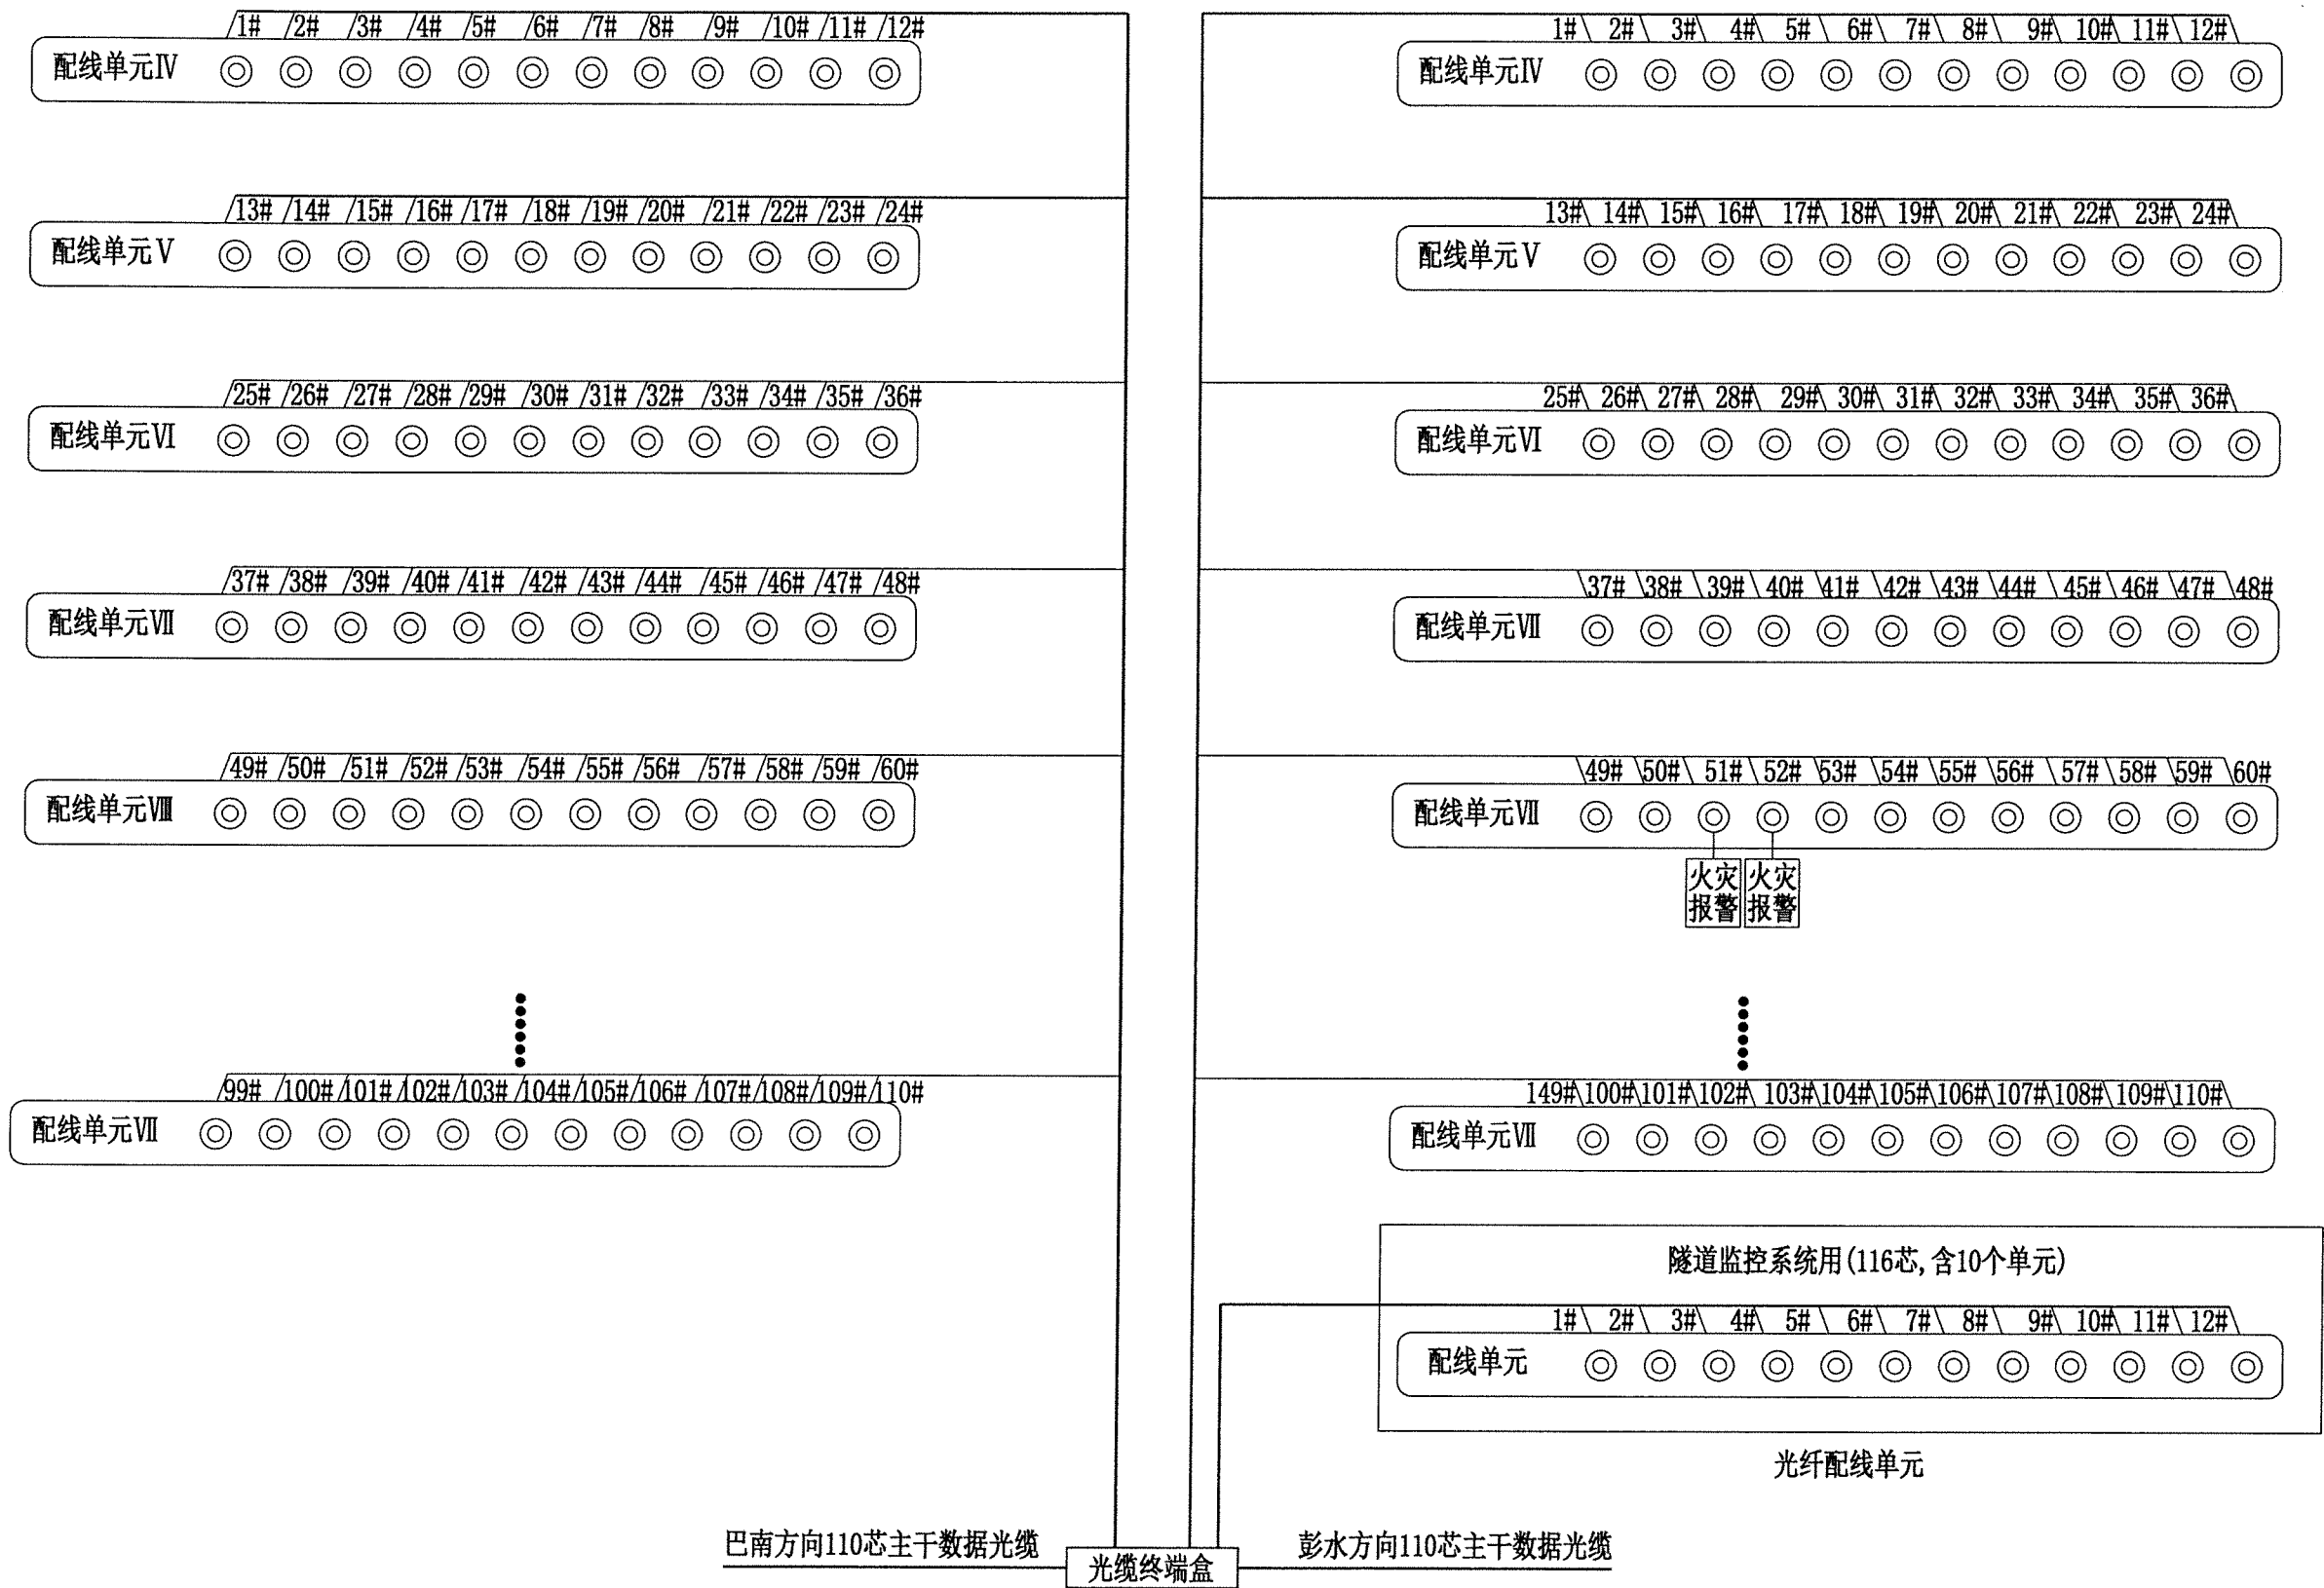 1# 2# 3# 4# 5# 6# 7# 8# 9# 10# 11# 12#
配线单元Ⅳ
13# 14# 15# 16# 17# 18# 19# 20# 21# 22# 23# 24#
配线单元Ⅴ
25# 26# 27# 28# 29# 30# 31# 32# 33# 34# 35# 36#
配线单元Ⅵ
37# 38# 39# 40# 41# 42# 43# 44# 45# 46# 47# 48#
配线单元Ⅶ
49# 50# 51# 52# 53# 54# 55# 56# 57# 58# 59# 60#
配线单元Ⅷ
99# 100# 101# 102# 103# 104# 105# 106# 107# 108# 109# 110#
配线单元Ⅶ
1# 2# 3# 4# 5# 6# 7# 8# 9# 10# 11# 12#
配线单元Ⅳ
13# 14# 15# 16# 17# 18# 19# 20# 21# 22# 23# 24#
配线单元Ⅴ
25# 26# 27# 28# 29# 30# 31# 32# 33# 34# 35# 36#
配线单元Ⅵ
37# 38# 39# 40# 41# 42# 43# 44# 45# 46# 47# 48#
配线单元Ⅶ
49# 50# 51# 52# 53# 54# 55# 56# 57# 58# 59# 60#
配线单元Ⅶ
火灾
报警
火灾
报警
149# 100# 101# 102# 103# 104# 105# 106# 107# 108# 109# 110#
配线单元Ⅶ
隧道监控系统用(116芯,含10个单元)
1# 2# 3# 4# 5# 6# 7# 8# 9# 10# 11# 12#
配线单元
光纤配线单元
巴南方向110芯主干数据光缆
光缆终端盒
彭水方向110芯主干数据光缆